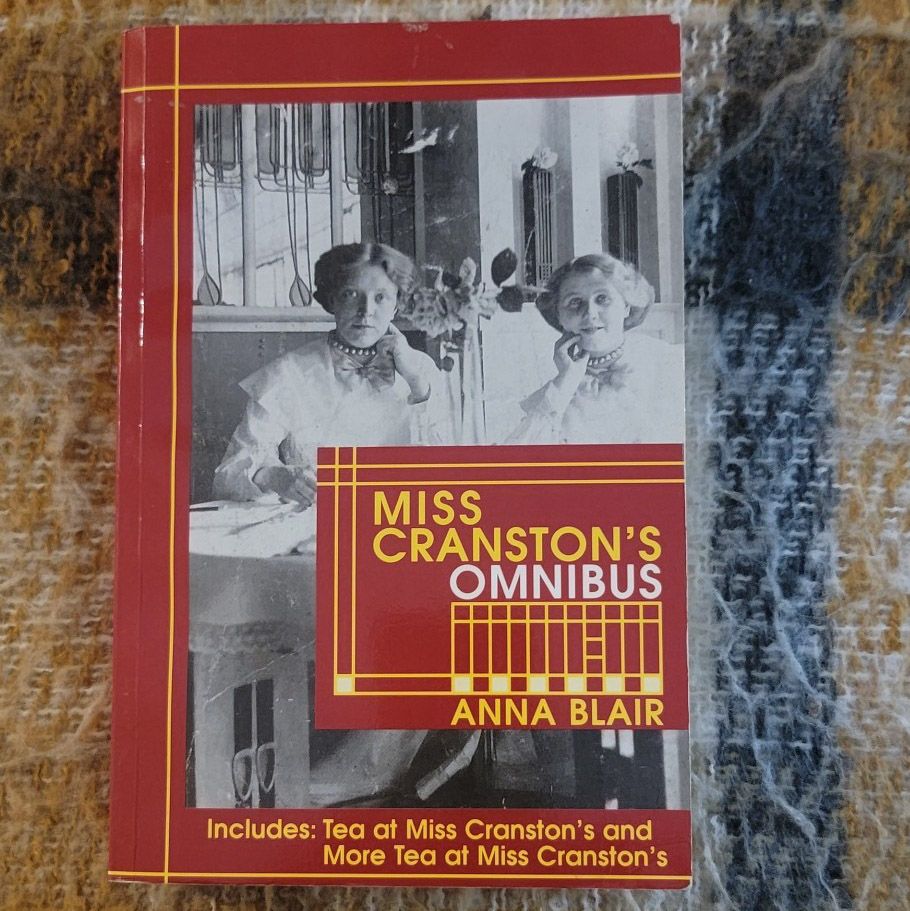 MISS
CRANSTON'S
OMNIBUS
ANNA BLAIR
Includes: Tea at Miss Cranston's and
More Tea at Miss Cranston's